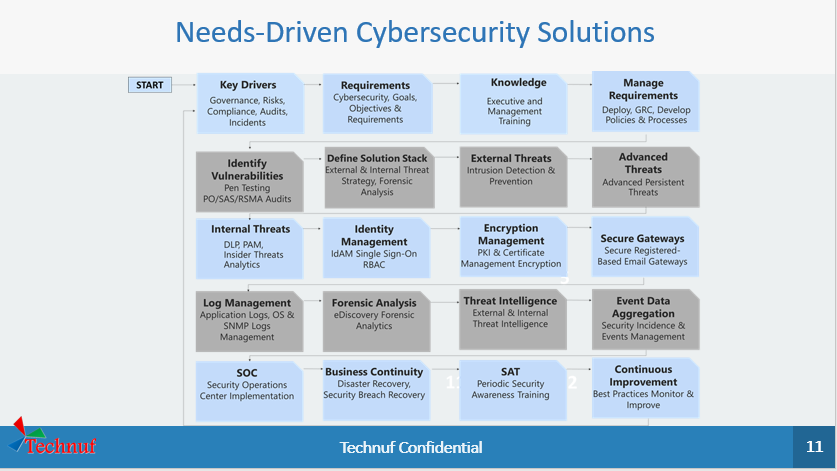 Needs-Driven Cybersecurity Solutions
START
Key Drivers
Governance, Risks,
Compliance, Audits,
Incidents
Requirements
Cybersecurity, Goals,
Objectives &
Requirements
Knowledge
Executive and
Management
Training
Manage
Requirements
Deploy, GRC, Develop
Policies & Processes
Identify
Vulnerabilities
Pen Testing
PO/SAS/RSMA Audits
Define Solution Stack
External & Internal Threat
Strategy, Forensic
Analysis
External Threats
Intrusion Detection &
Prevention
Advanced
Threats
Advanced Persistent
Threats
Internal Threats
DLP, PAM,
Insider Threats
Analytics
Identity
Management
IdAM Single Sign-On
RBAC
Encryption
Management
PKI & Certificate
Management Encryption
Secure Gateways
Secure Registered-
Based Email Gateways
Log Management
Application Logs, OS &
SNMP Logs
Management
Forensic Analysis
eDiscovery Forensic
Analytics
Threat Intelligence
External & Internal
Threat Intelligence
Event Data
Aggregation
Security Incidence &
Events Management
SOC
Security Operations
Center Implementation
Business Continuity
Disaster Recovery,
Security Breach Recovery
SAT
Periodic Security
Awareness Training
2
Continuous
Improvement
Best Practices Monitor &
Improve
Technuf
Technuf Confidential
11